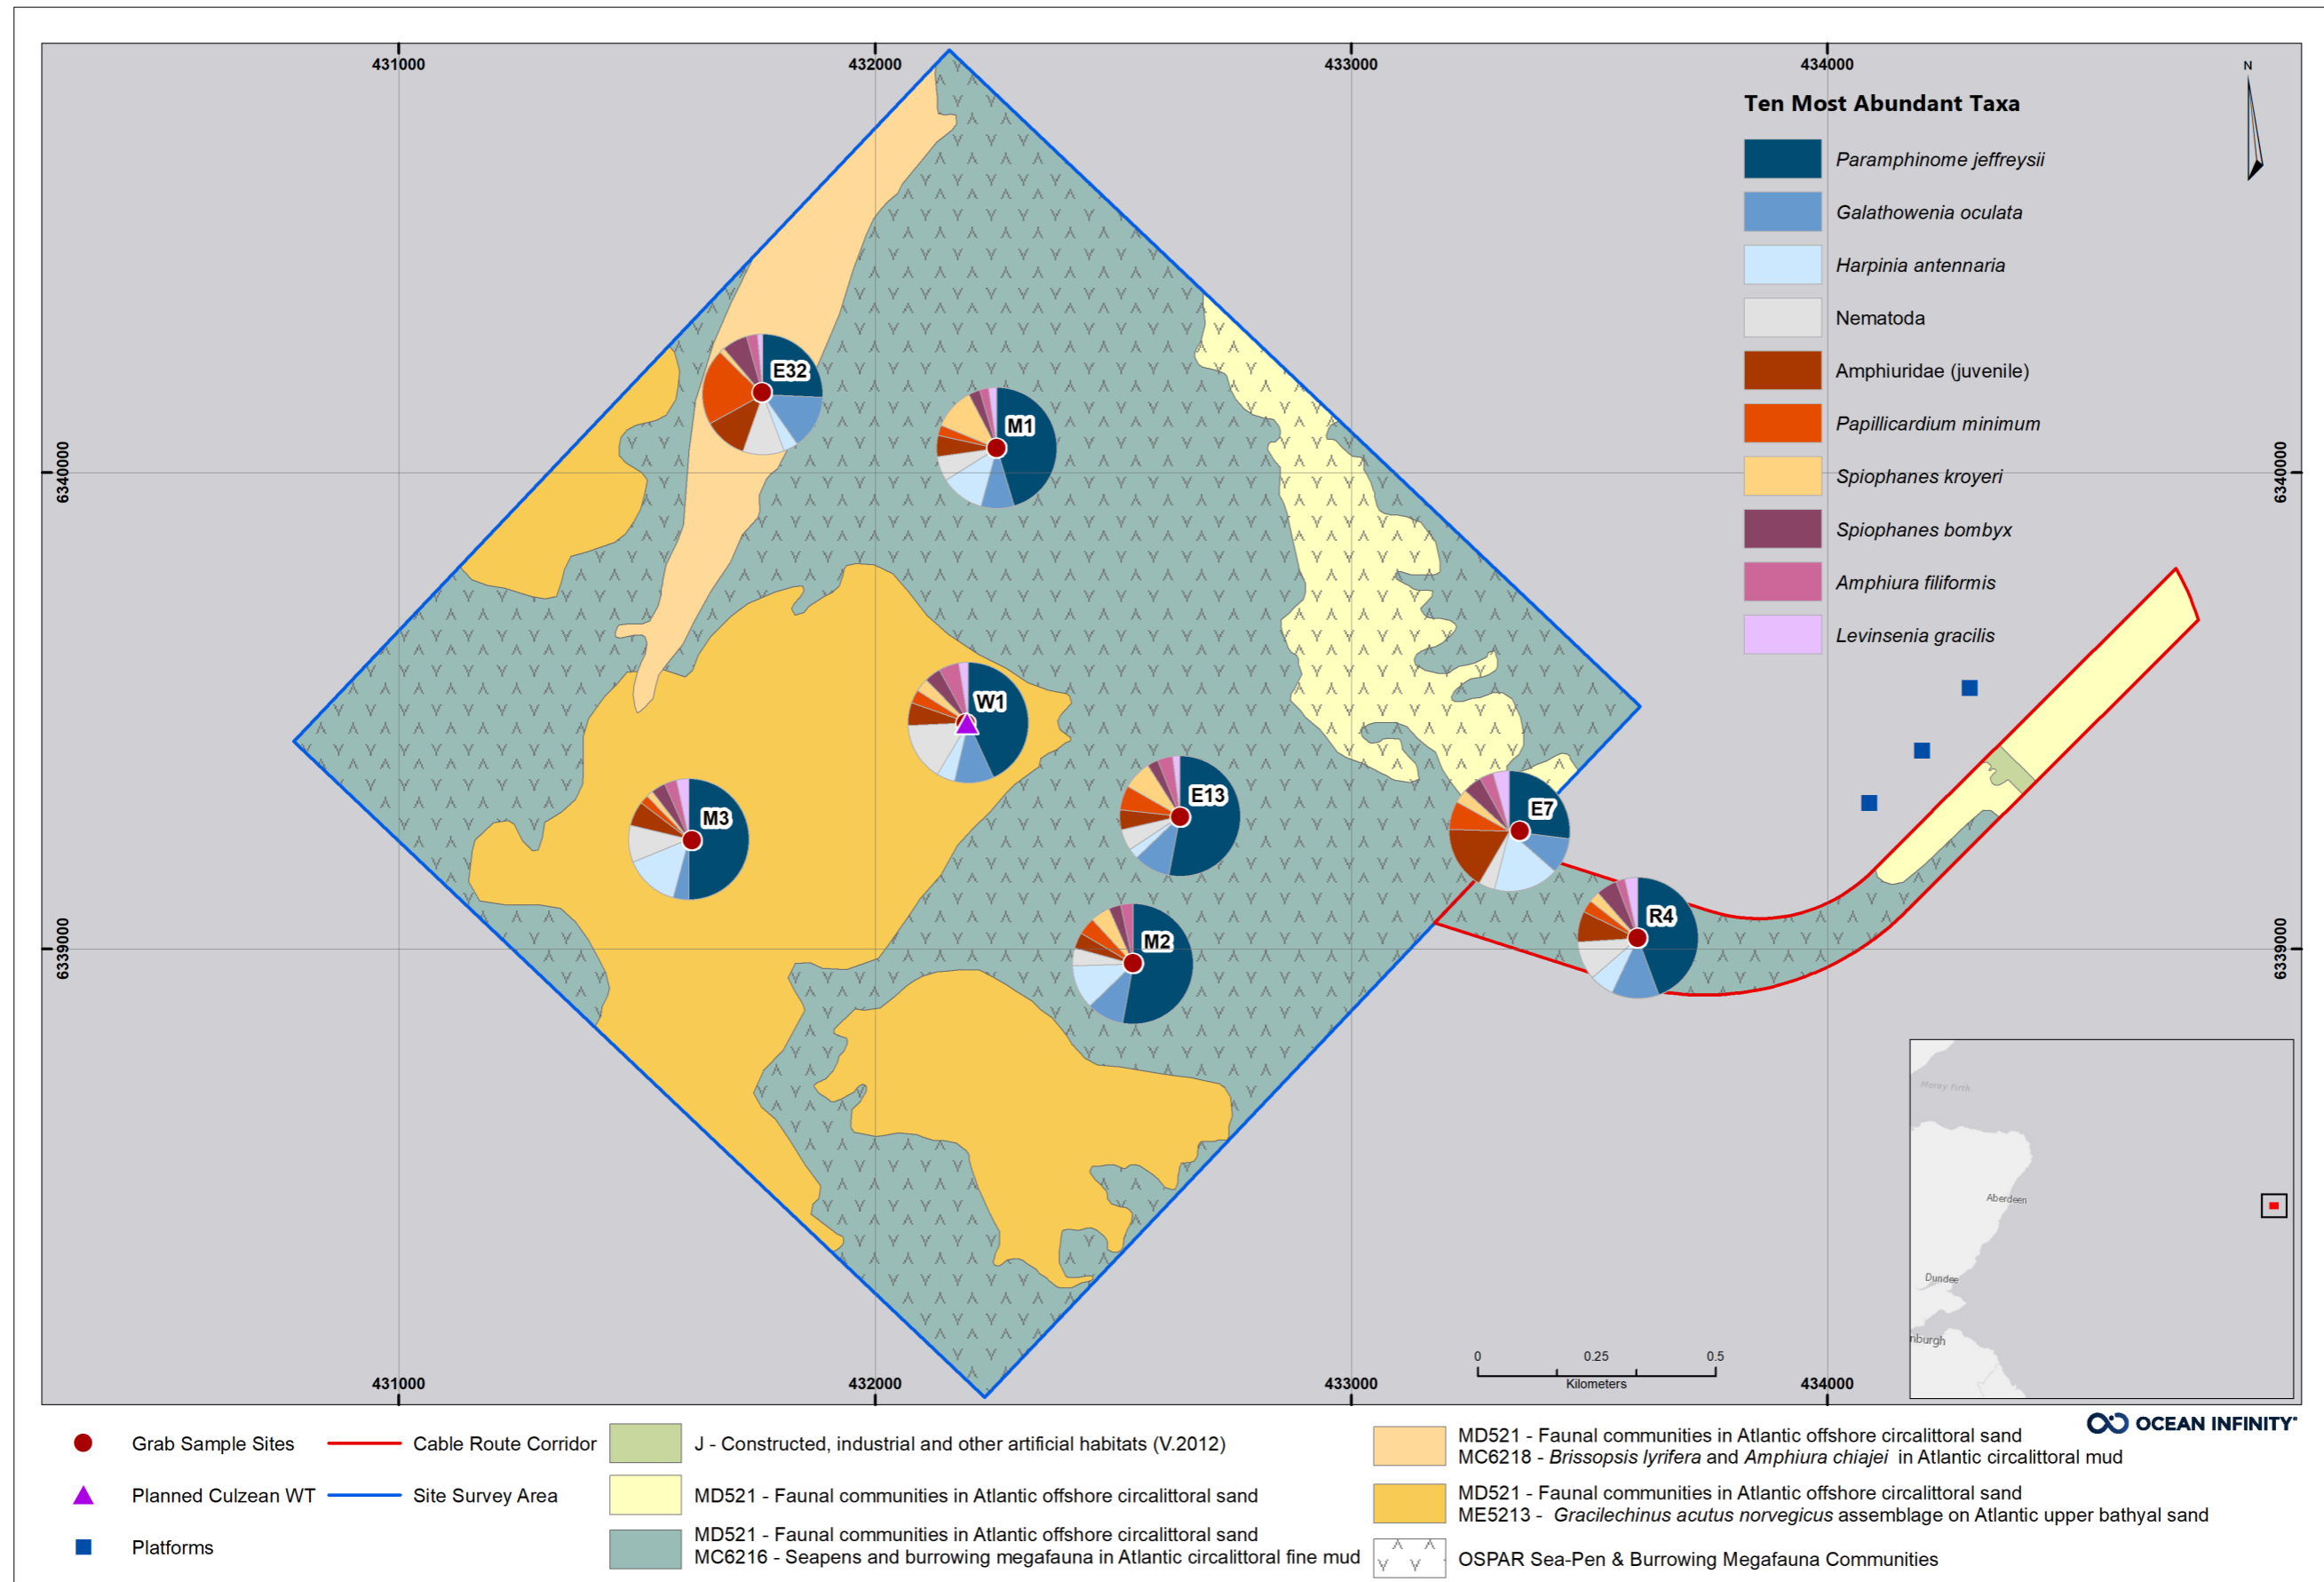 431000 432000 433000 434000
N
Ten Most Abundant Taxa
Paramphinome jeffreysii
Galathowenia oculata
Harpinia antennaria
Nematoda
Amphiuridae (juvenile)
Papillicardium minimum
Spiophanes kroyeri
Spiophanes bombyx
Amphiura filiformis
Levinsenia gracilis
E32
M1
6340000 6340000
W1
M3
E13
E7
R4
M2
6339000 6339000
Moray Firth
Aberdeen
Dundee
nburgh
0 0.25 0.5
Kilometers
431000 432000 433000 434000
OCEAN INFINITY
Grab Sample Sites
Planned Culzean WT
Platforms
Cable Route Corridor
Site Survey Area
J - Constructed, industrial and other artificial habitats (V.2012)
MD521 - Faunal communities in Atlantic offshore circalittoral sand
MD521 - Faunal communities in Atlantic offshore circalittoral sand
MC6216 - Seapens and burrowing megafauna in Atlantic circalittoral fine mud
MD521 - Faunal communities in Atlantic offshore circalittoral sand
MC6218 - Brissopsis lyrifera and Amphiura chiajei in Atlantic circalittoral mud
MD521 - Faunal communities in Atlantic offshore circalittoral sand
ME5213 - Gracilechinus acutus norvegicus assemblage on Atlantic upper bathyal sand
OSPAR Sea-Pen & Burrowing Megafauna Communities